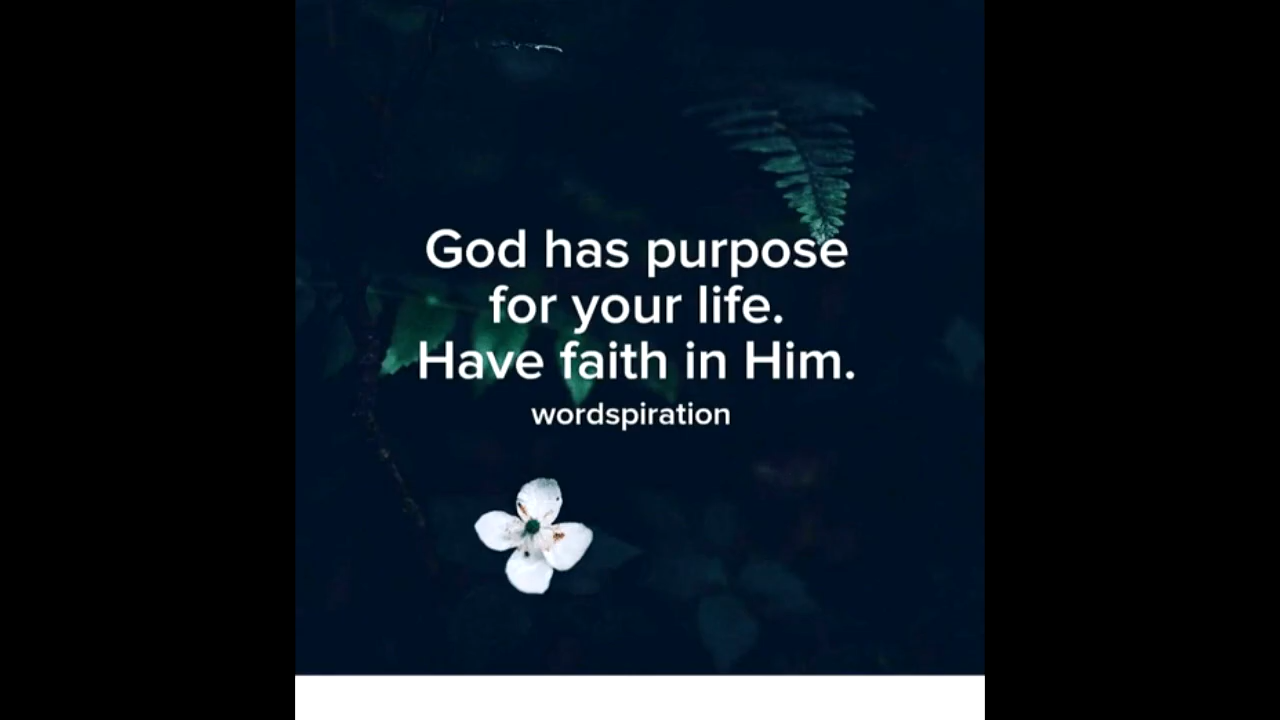 God has purpose
for your life.
Have faith in Him.
wordspiration